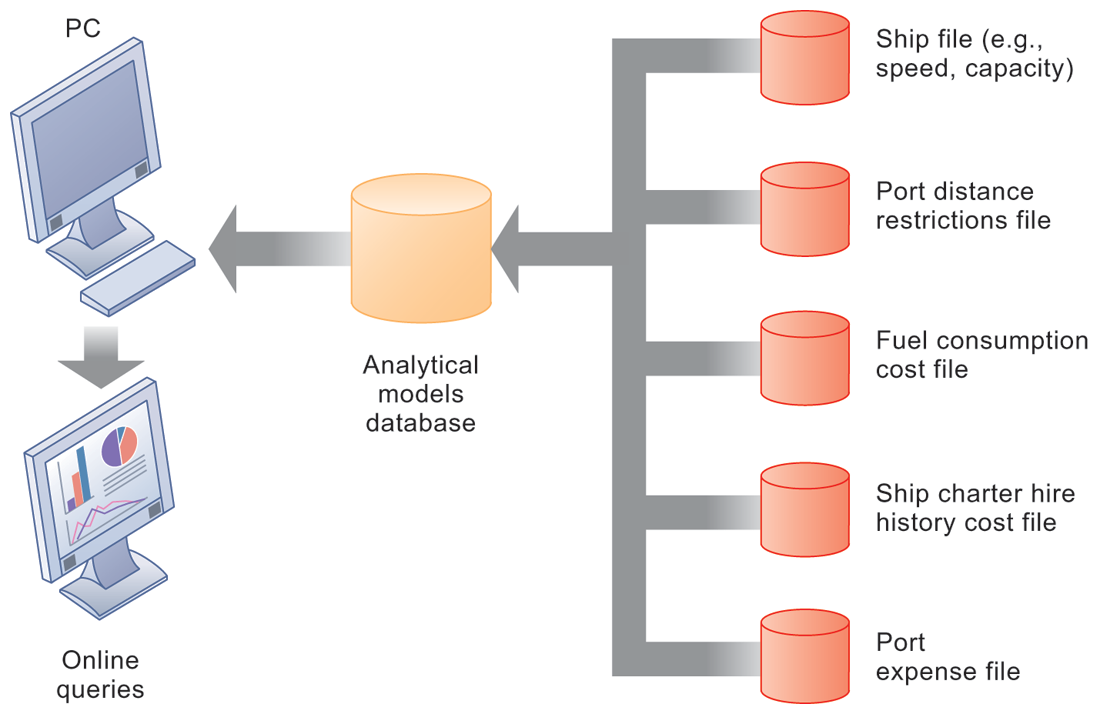 PC
Ship file (e.g.,
speed, capacity)
Port distance
restrictions file
Fuel consumption
cost file
Analytical
models
database
Ship charter hire
history cost file
Port
expense file
Online
queries